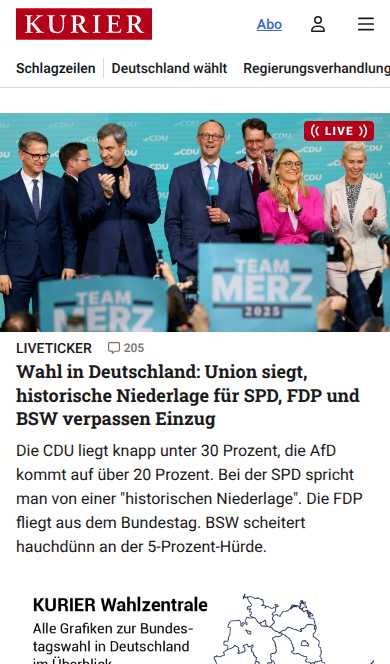 KURIER
Abo
Schlagzeilen
Deutschland wählt
Regierungsverhandlung
CDU
LIVE
TEAM
MERZ
2025
TEAM
MERZ
LIVETICKER
205
Wahl in Deutschland: Union siegt,
historische Niederlage für SPD, FDP und
BSW verpassen Einzug
Die CDU liegt knapp unter 30 Prozent, die AfD
kommt auf über 20 Prozent. Bei der SPD spricht
man von einer "historischen Niederlage". Die FDP
fliegt aus dem Bundestag. BSW scheitert
hauchdünn an der 5-Prozent-Hürde.
KURIER Wahlzentrale
Alle Grafiken zur Bundes-
tagswahl in Deutschland
im Überblick